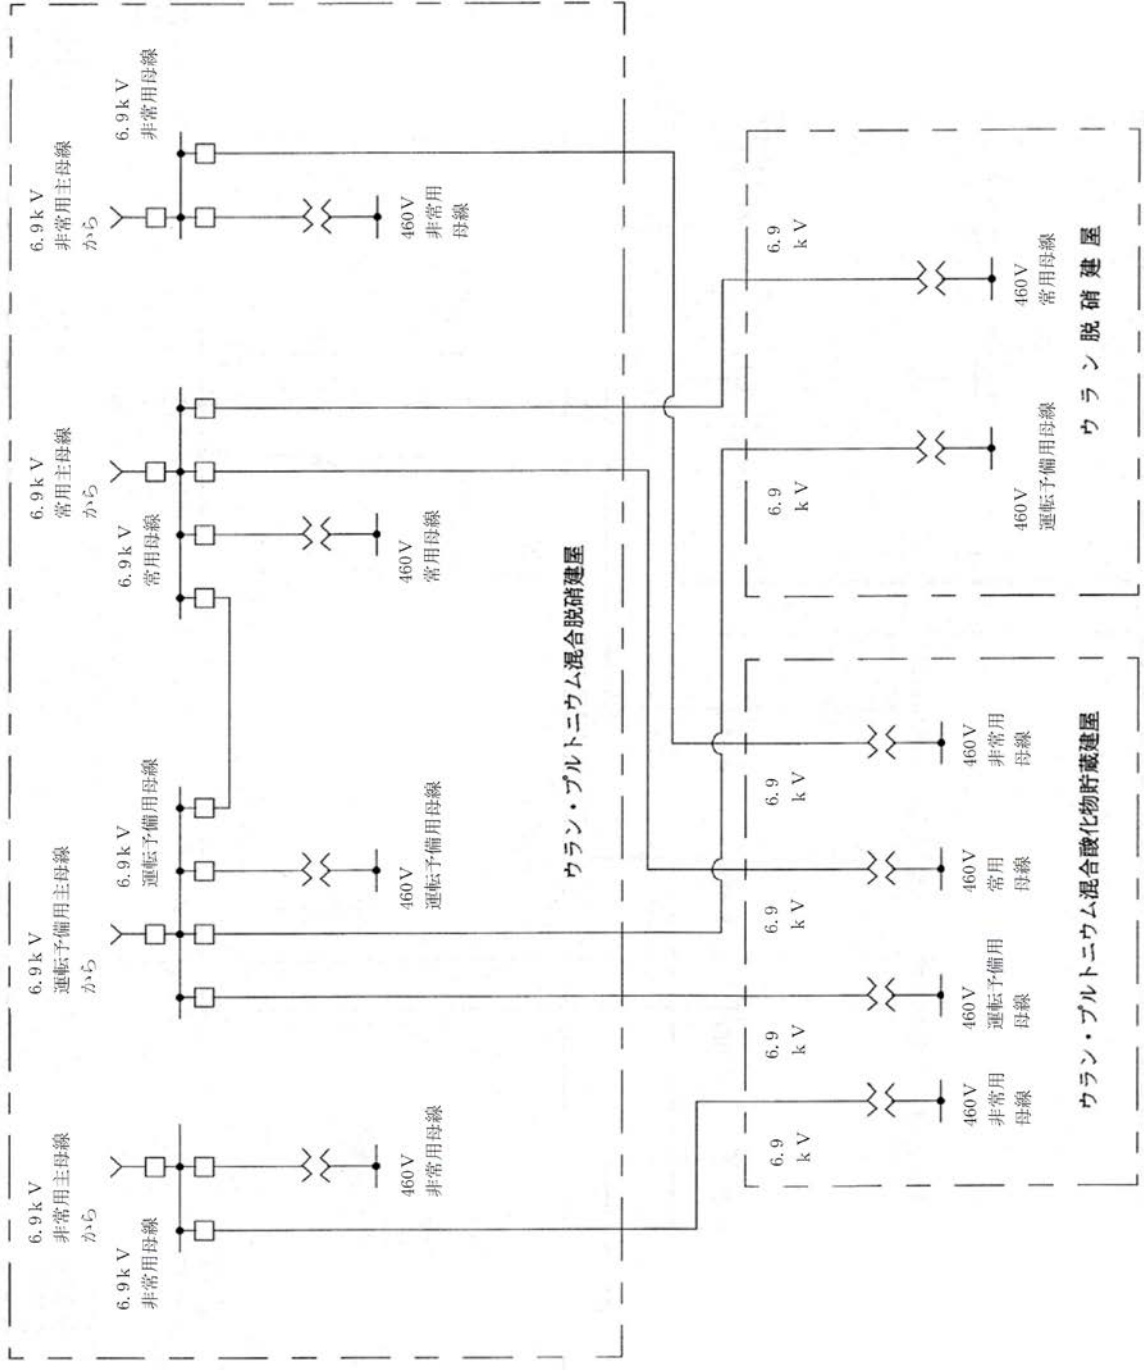 6.9kV
非常用主母線
から
6.9kV
非常用母線
460V
非常用母線
6.9kV
運転予備用主母線
から
6.9kV
運転予備用母線
460V
運転予備用母線
6.9kV
常用主母線
から
6.9kV
常用母線
460V
常用母線
6.9kV
非常用主母線
から
6.9kV
非常用母線
460V
非常用
母線
ウラン・プルトニウム混合脱硝建屋
6.9
kV
460V
非常用
母線
6.9
kV
460V
運転予備用
母線
6.9
kV
460V
常用
母線
6.9
kV
460V
非常用
母線
ウラン・プルトニウム混合酸化物貯蔵建屋
6.9
kV
460V
運転予備用母線
6.9
kV
460V
常用母線
ウラン脱硝建屋